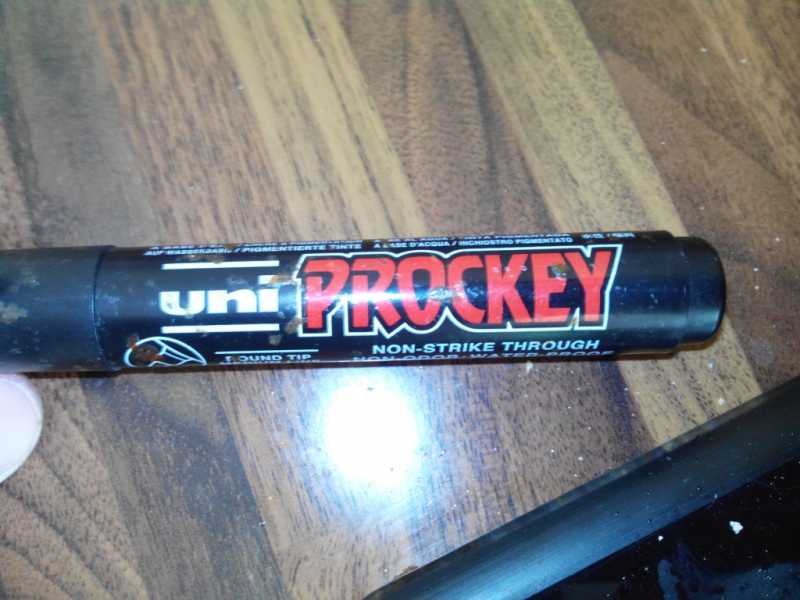 AUF WASSERBASIS / PIGMENTIERTE TINTE
A BASE D'ACQUA / INCHIOSTRO PIGMENTATO
uni PROCKEY
ROUND TIP
NON-STRIKE THROUGH
NON-ODOR · WATER-PROOF